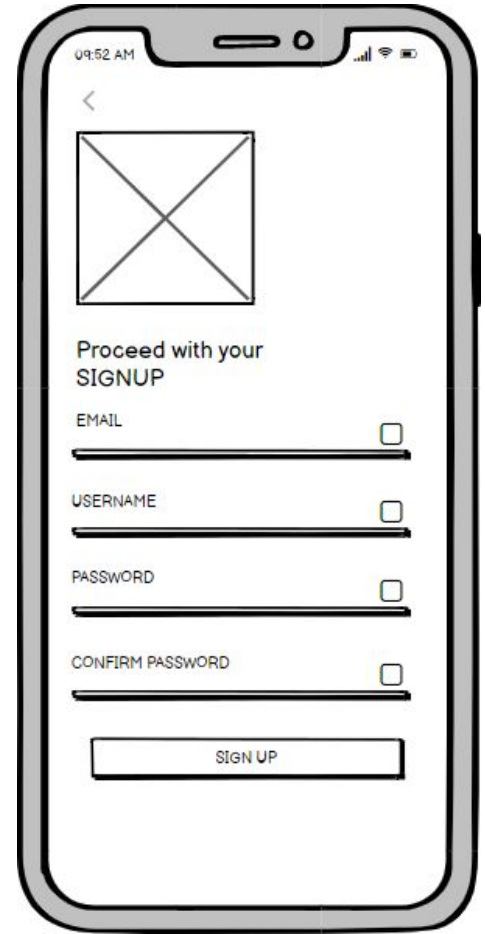 09:52 AM
Proceed with your
SIGNUP
EMAIL
USERNAME
PASSWORD
CONFIRM PASSWORD
SIGN UP